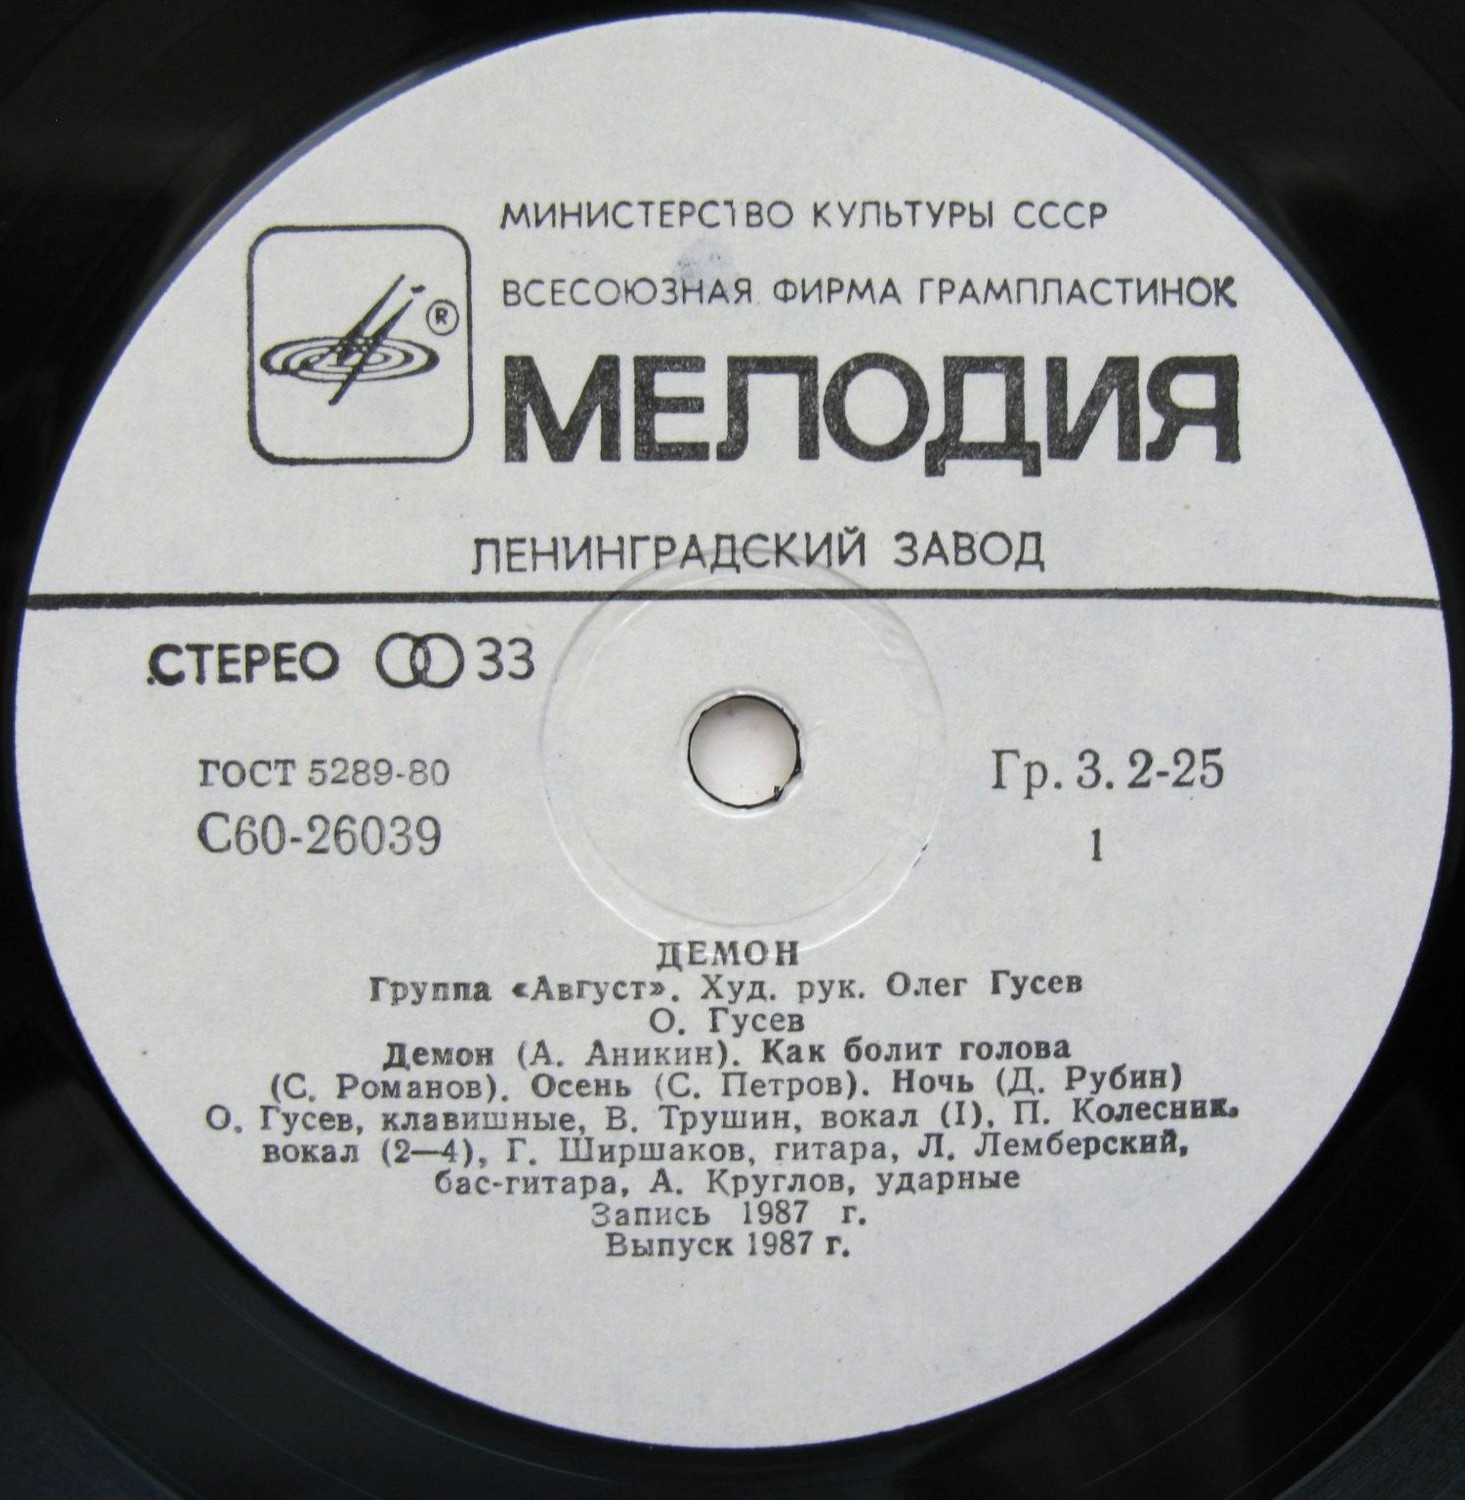 МИНИСТЕРСТВО КУЛЬТУРЫ СССР
ВСЕСОЮЗНАЯ ФИРМА ГРАМПЛАСТИНОК
®
МЕЛОДИЯ
ЛЕНИНГРАДСКИЙ ЗАВОД
СТЕРЕО 33
ГОСТ 5289-80
Гр. 3. 2-25
С60-26039
1
ДЕМОН
Группа «Август». Худ. рук. Олег Гусев
О. Гусев
Демон (А. Аникин). Как болит голова
(С. Романов). Осень (С. Петров). Ночь (Д. Рубин)
О. Гусев, клавишные, В. Трушин, вокал (I), П. Колесник,
вокал (2—4), Г. Ширшаков, гитара, Л. Лемберский,
бас-гитара, А. Круглов, ударные
Запись 1987 г.
Выпуск 1987 г.